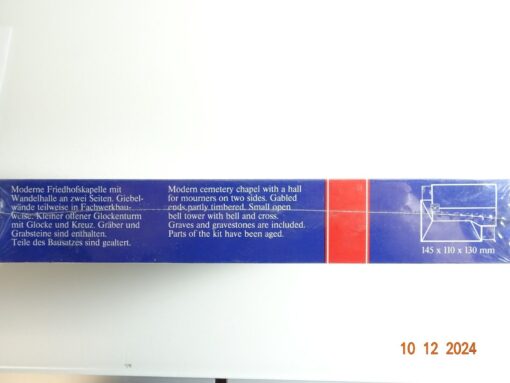 Moderne Friedhofskapelle mit
Wandelhalle an zwei Seiten. Giebel-
wände teilweise in Fachwerkbau-
weise. Kleiner offener Glockenturm
mit Glocke und Kreuz. Gräber und
Grabsteine sind enthalten.
Teile des Bausatzes sind gealtert.
Modern cemetery chapel with a hall
for mourners on two sides. Gabled
ends partly timbered. Small open
bell tower with bell and cross.
Graves and gravestones are included.
Parts of the kit have been aged.
145 x 110 x 130 mm
10 12 2024